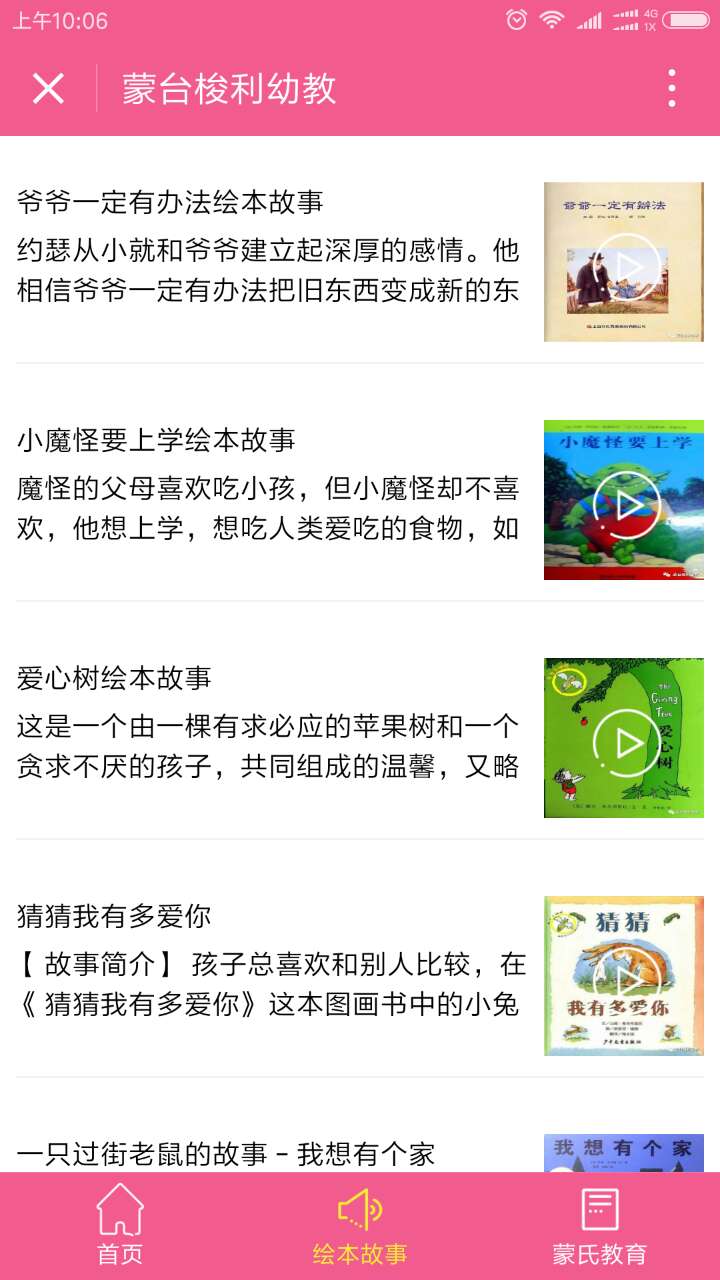 上午10:06
4G
1X
蒙台梭利幼教
爷爷一定有办法绘本故事
约瑟从小就和爷爷建立起深厚的感情。他
相信爷爷一定有办法把旧东西变成新的东
爺爺一定有辦法
小魔怪要上学绘本故事
魔怪的父母喜欢吃小孩，但小魔怪却不喜
欢，他想上学，想吃人类爱吃的食物，如
小魔怪要上学
爱心树绘本故事
这是一个由一棵有求必应的苹果树和一个
贪求不厌的孩子，共同组成的温馨，又略
The
Giving
Tree
爱心树
猜猜我有多爱你
【 故事简介】 孩子总喜欢和别人比较，在
《 猜猜我有多爱你》这本图画书中的小兔
猜猜
我有多爱你
一只过街老鼠的故事 – 我想有个家
我想有个家
首页
绘本故事
蒙氏教育